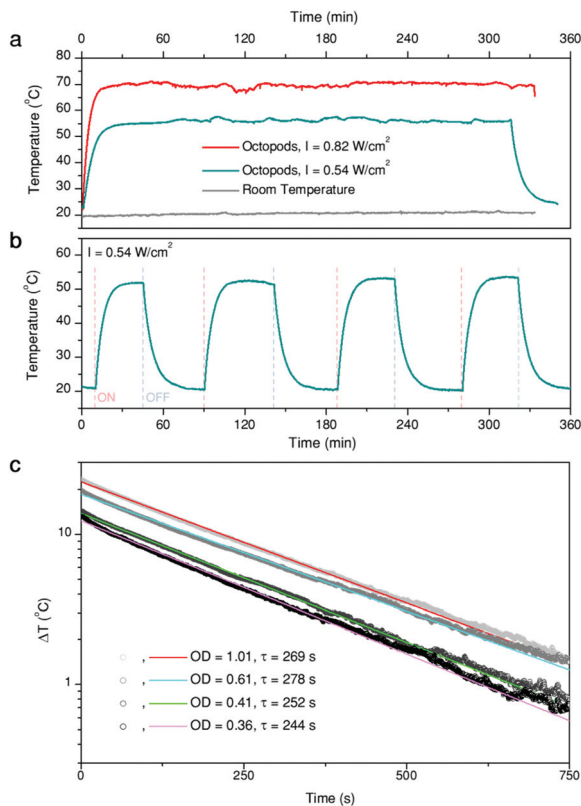 Time (min)
0 60 120 180 240 300 360
a
80
70
60
50
40
30
20
Temperature (°C)
Octopods, I = 0.82 W/cm²
Octopods, I = 0.54 W/cm²
Room Temperature
b
I = 0.54 W/cm²
60
50
40
30
20
Temperature (°C)
ON OFF
0 60 120 180 240 300 360
Time (min)
c
10
1
ΔT (°C)
, OD = 1.01, τ = 269 s
, OD = 0.61, τ = 278 s
, OD = 0.41, τ = 252 s
, OD = 0.36, τ = 244 s
0 250 500 750
Time (s)